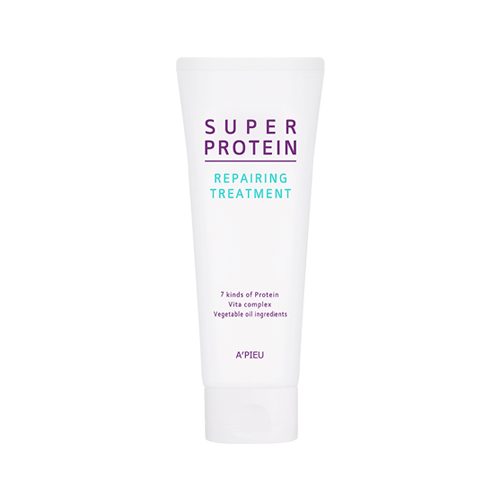 SUPER
PROTEIN
REPAIRING
TREATMENT
7 kinds of Protein
Vita complex
Vegetable oil ingredients
A'PIEU